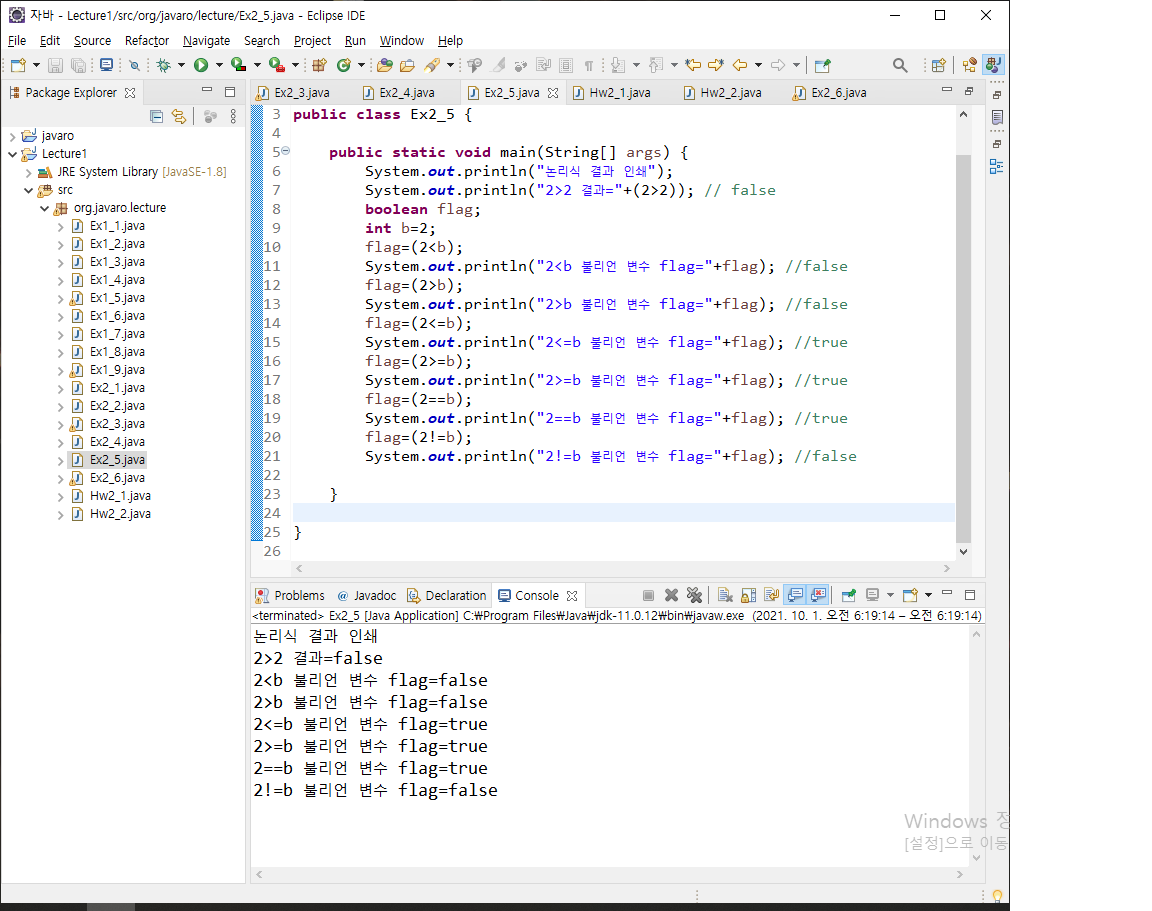 자바 - Lecture1/src/org/javaro/lecture/Ex2_5.java - Eclipse IDE
File Edit Source Refactor Navigate Search Project Run Window Help
Package Explorer
Ex2_3.java Ex2_4.java Ex2_5.java Hw2_1.java Hw2_2.java Ex2_6.java
javaro
Lecture1
JRE System Library [JavaSE-1.8]
src
org.javaro.lecture
Ex1_1.java
Ex1_2.java
Ex1_3.java
Ex1_4.java
Ex1_5.java
Ex1_6.java
Ex1_7.java
Ex1_8.java
Ex1_9.java
Ex2_1.java
Ex2_2.java
Ex2_3.java
Ex2_4.java
Ex2_5.java
Ex2_6.java
Hw2_1.java
Hw2_2.java
3 public class Ex2_5 {
4
5 public static void main(String[] args) {
6 System.out.println("논리식 결과 인쇄");
7 System.out.println("2>2 결과="+(2>2)); // false
8 boolean flag;
9 int b=2;
10 flag=(2<b);
11 System.out.println("2<b 불리언 변수 flag="+flag); //false
12 flag=(2>b);
13 System.out.println("2>b 불리언 변수 flag="+flag); //false
14 flag=(2<=b);
15 System.out.println("2<=b 불리언 변수 flag="+flag); //true
16 flag=(2>=b);
17 System.out.println("2>=b 불리언 변수 flag="+flag); //true
18 flag=(2==b);
19 System.out.println("2==b 불리언 변수 flag="+flag); //true
20 flag=(2!=b);
21 System.out.println("2!=b 불리언 변수 flag="+flag); //false
22
23 }
24
25 }
26
Problems @ Javadoc Declaration Console
<terminated> Ex2_5 [Java Application] C:₩Program Files₩Java₩jdk-11.0.12₩bin₩javaw.exe (2021. 10. 1. 오전 6:19:14 – 오전 6:19:14)
논리식 결과 인쇄
2>2 결과=false
2<b 불리언 변수 flag=false
2>b 불리언 변수 flag=false
2<=b 불리언 변수 flag=true
2>=b 불리언 변수 flag=true
2==b 불리언 변수 flag=true
2!=b 불리언 변수 flag=false
Windows 정
[설정]으로 이동